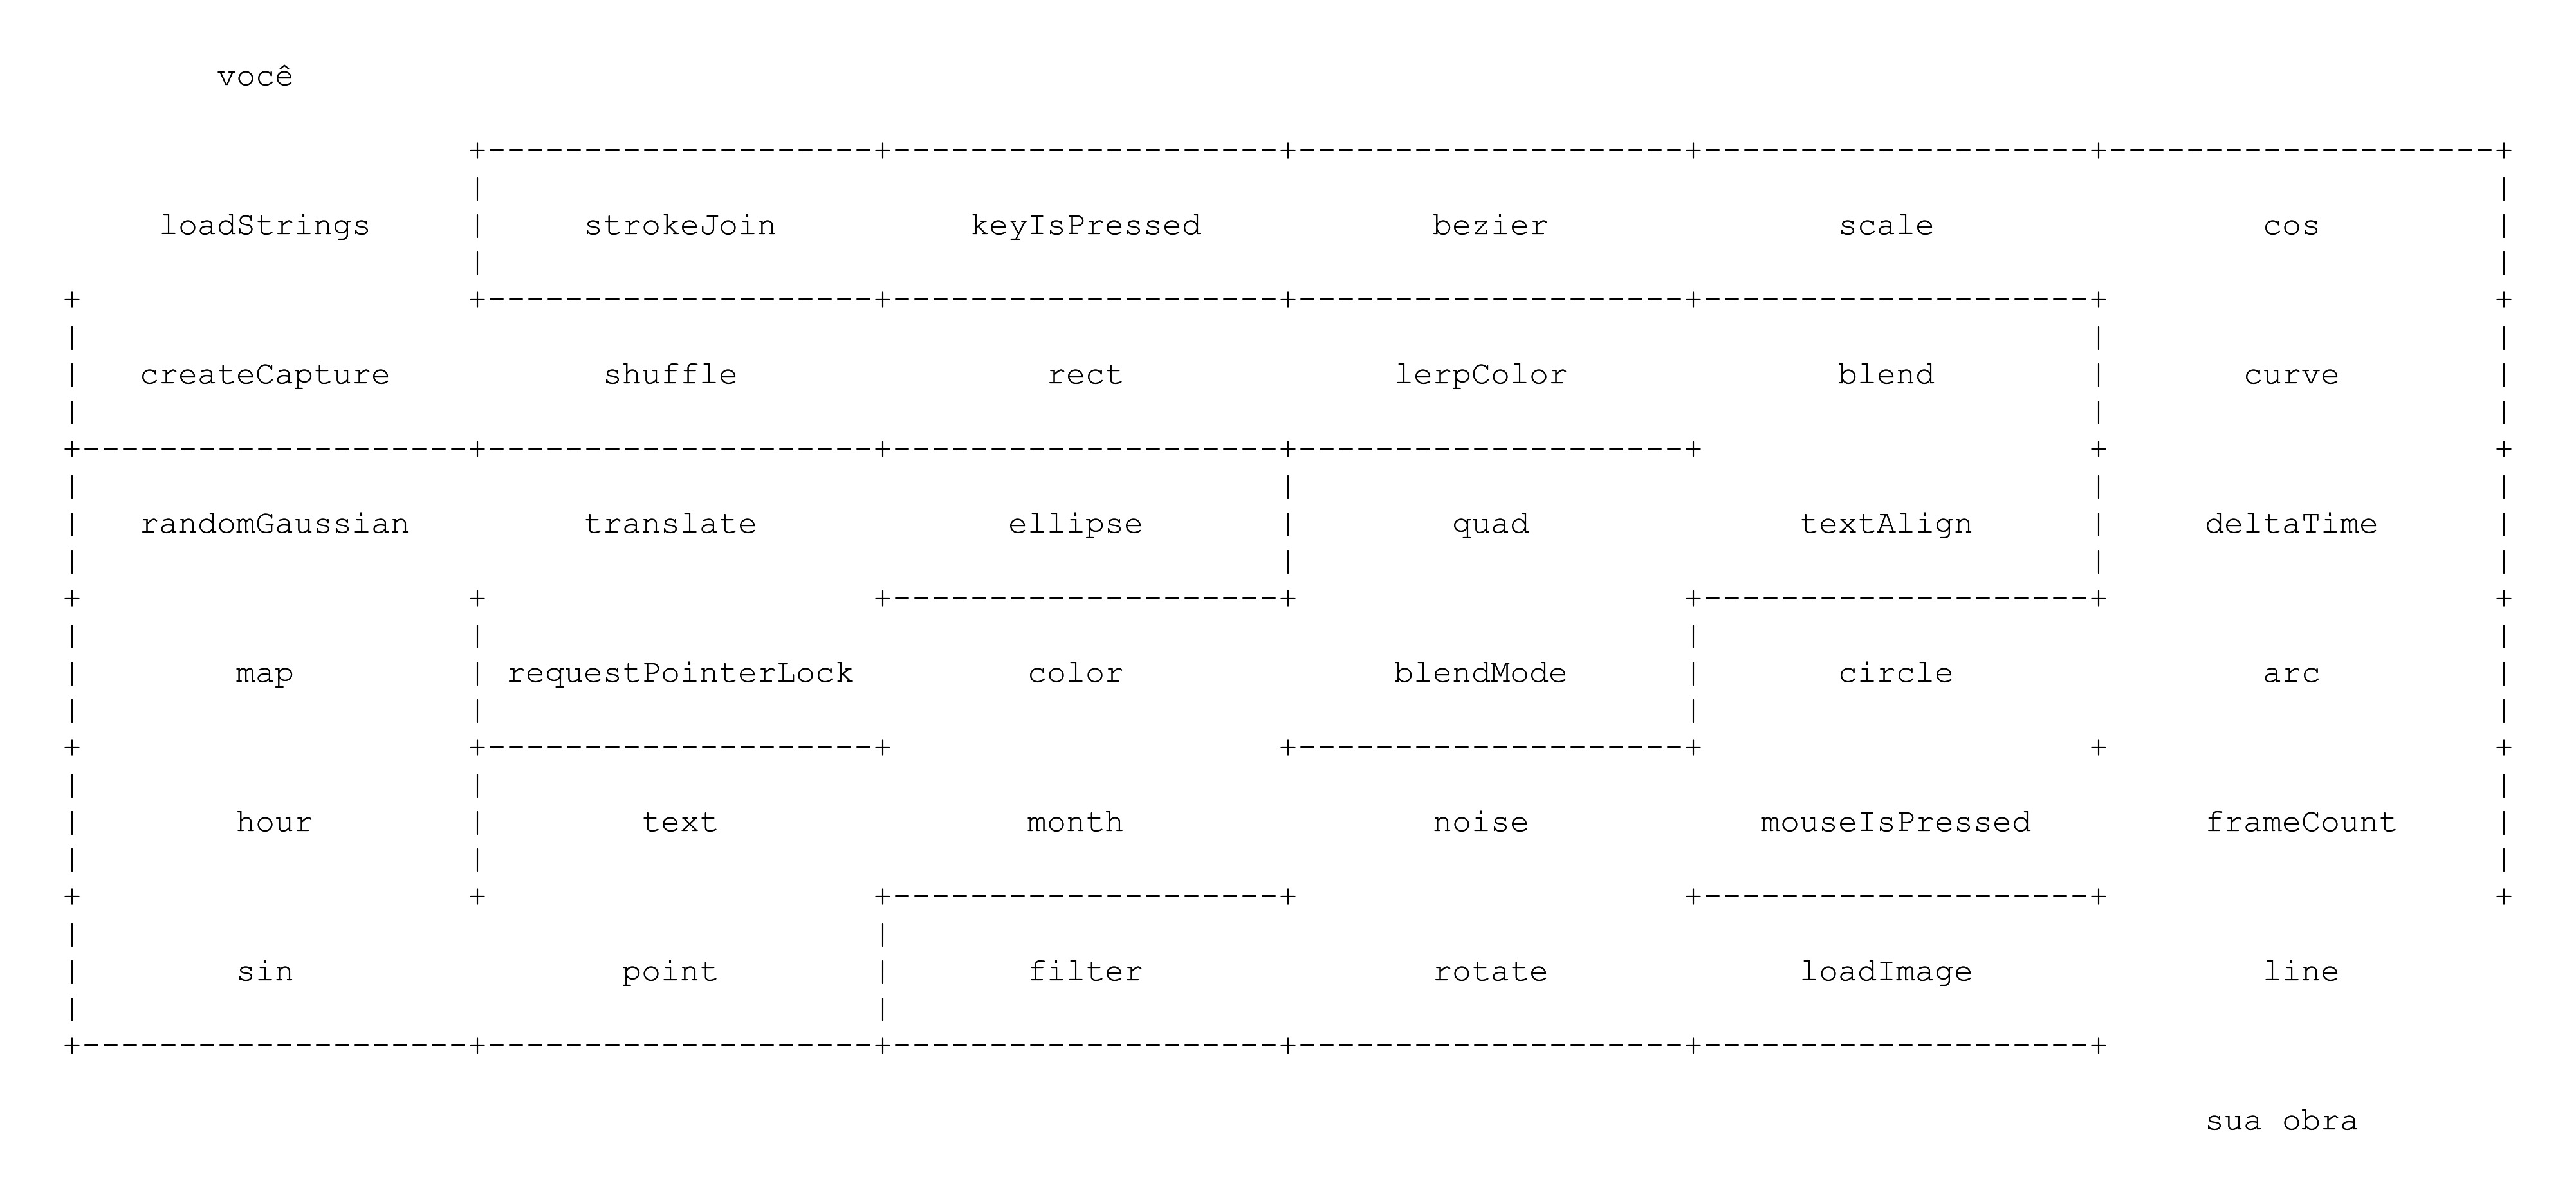 você
loadStrings strokeJoin keyIsPressed bezier scale cos
createCapture shuffle rect lerpColor blend curve
randomGaussian translate ellipse quad textAlign deltaTime
map requestPointerLock color blendMode circle arc
hour text month noise mouseIsPressed frameCount
sin point filter rotate loadImage line
sua obra